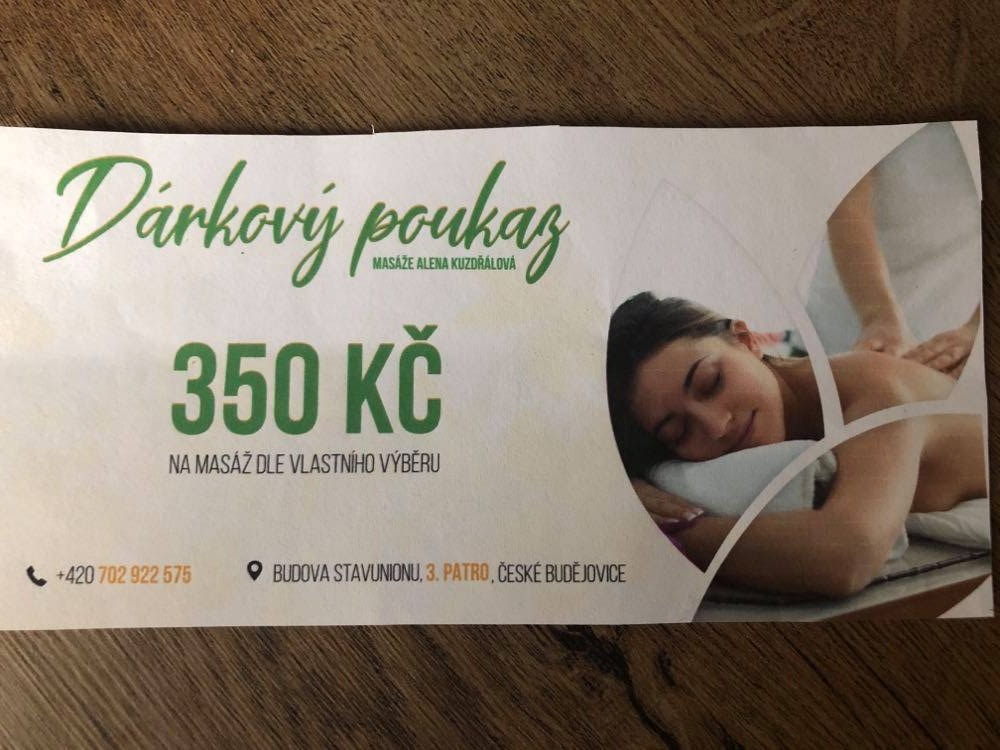 Dárkový poukaz
MASÁŽE ALENA KUZDŘÁLOVÁ
350 KČ
NA MASÁŽ DLE VLASTNÍHO VÝBĚRU
+420 702 922 575
BUDOVA STAVUNIONU, 3. PATRO, ČESKÉ BUDĚJOVICE